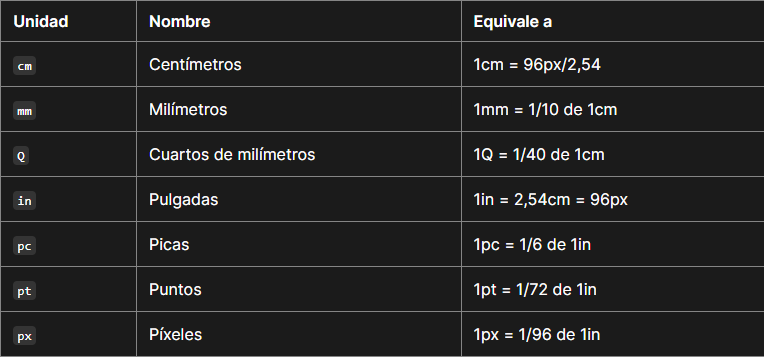 Unidad Nombre Equivale a
cm Centímetros 1cm = 96px/2,54
mm Milímetros 1mm = 1/10 de 1cm
Q Cuartos de milímetros 1Q = 1/40 de 1cm
in Pulgadas 1in = 2,54cm = 96px
pc Picas 1pc = 1/6 de 1in
pt Puntos 1pt = 1/72 de 1in
px Píxeles 1px = 1/96 de 1in